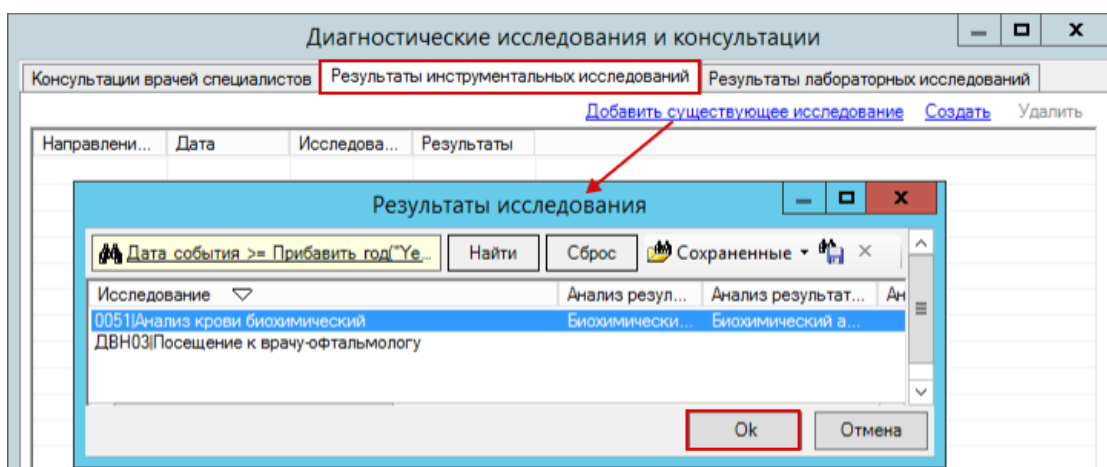 Диагностические исследования и консультации
Консультации врачей специалистов Результаты инструментальных исследований Результаты лабораторных исследований
Добавить существующее исследование Создать Удалить
Направлени... Дата Исследова... Результаты
Результаты исследования
Дата события >= Прибавить год("Ye... Найти Сброс Сохраненные
Исследование Анализ резул... Анализ результат... Ан
0051|Анализ крови биохимический Биохимически... Биохимический а...
ДВН03|Посещение к врачу-офтальмологу
Ok Отмена